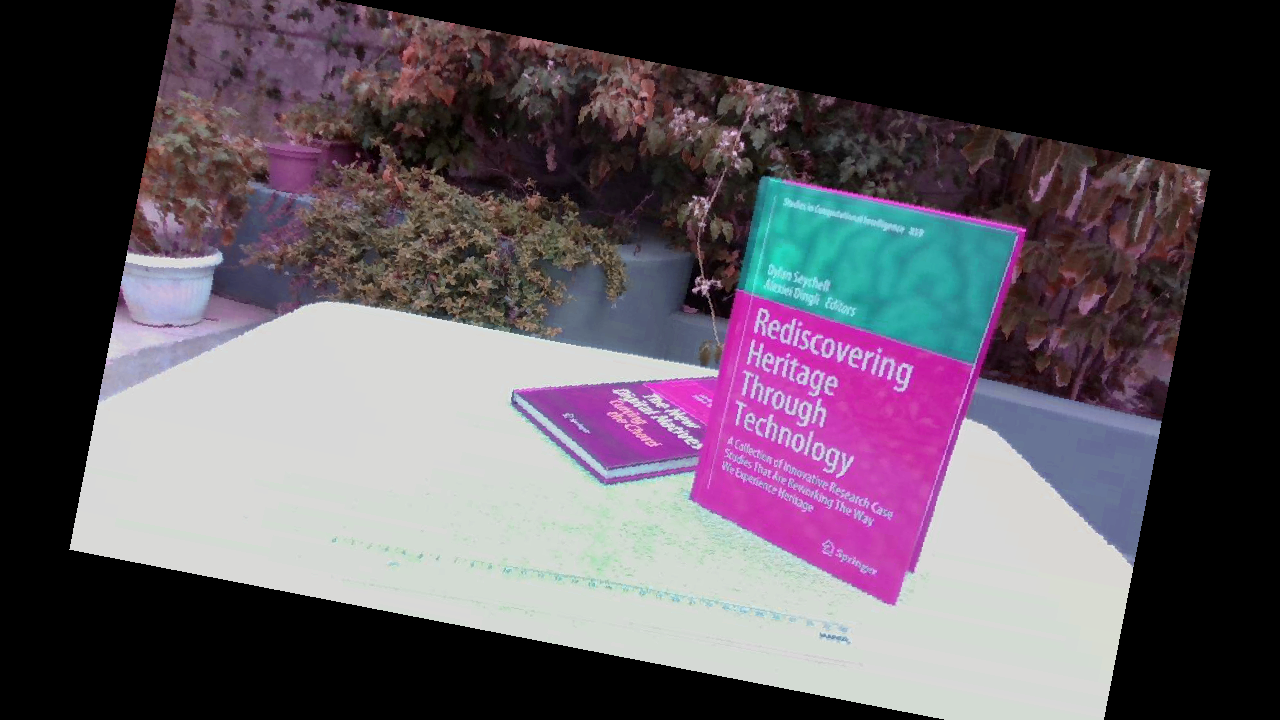 Studies in Computational Intelligence 859
Dylan Seychell
Alexiei Dingli Editors
Rediscovering
Heritage
Through
Technology
A Collection of Innovative Research Case
Studies That Are Reworking The Way
We Experience Heritage
Springer
The New
Digital Natives
Cutting
the Chord
Springer